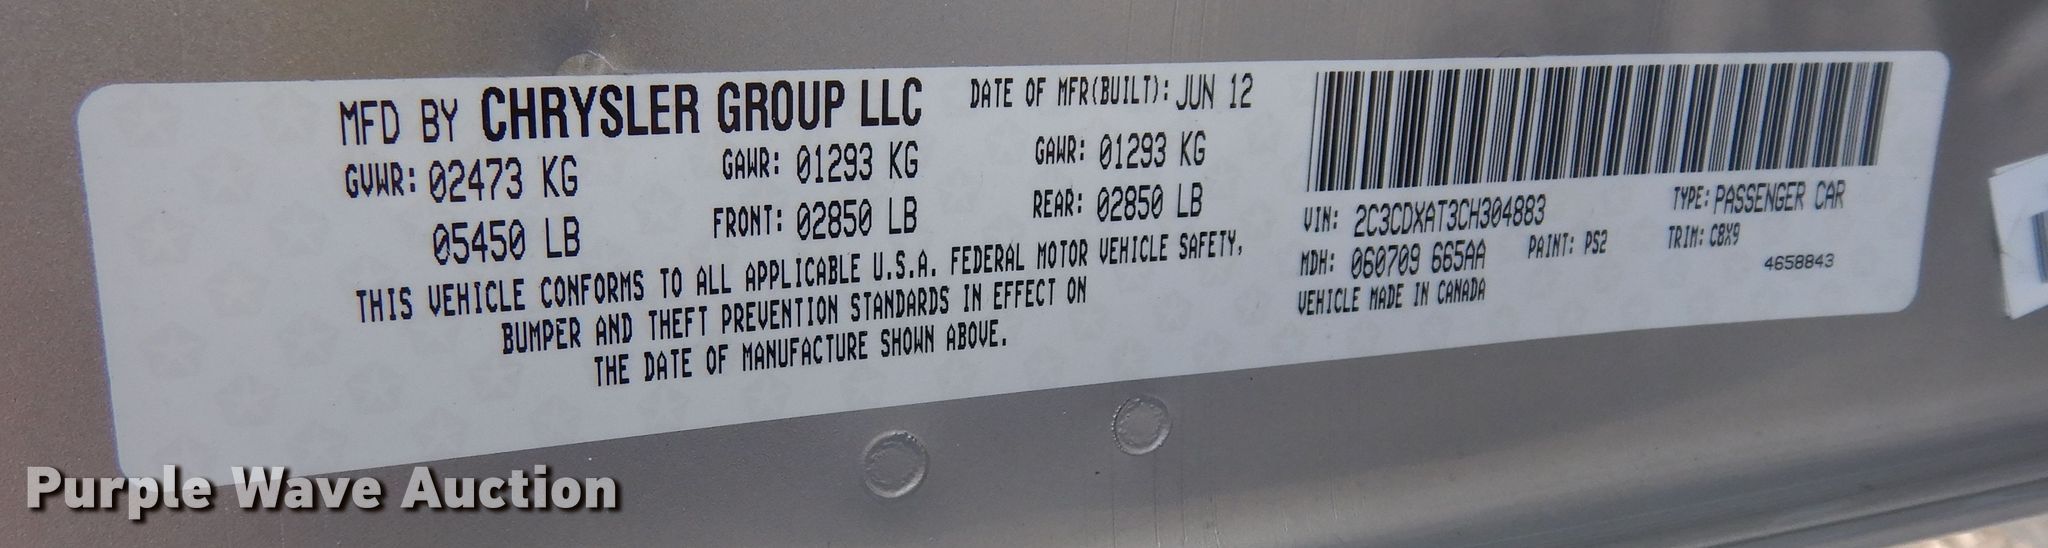 MFD BY CHRYSLER GROUP LLC
DATE OF MFR(BUILT): JUN 12
GVWR: 02473 KG
05450 LB
GAWR: 01293 KG
FRONT: 02850 LB
GAWR: 01293 KG
REAR: 02850 LB
THIS VEHICLE CONFORMS TO ALL APPLICABLE U.S.A. FEDERAL MOTOR VEHICLE SAFETY,
BUMPER AND THEFT PREVENTION STANDARDS IN EFFECT ON
THE DATE OF MANUFACTURE SHOWN ABOVE.
VIN: 2C3CDXAT3CH304883
TYPE: PASSENGER CAR
MDH: 060709 665AA
PAINT: PS2
TRIM: C8X9
VEHICLE MADE IN CANADA
4658843
Purple Wave Auction